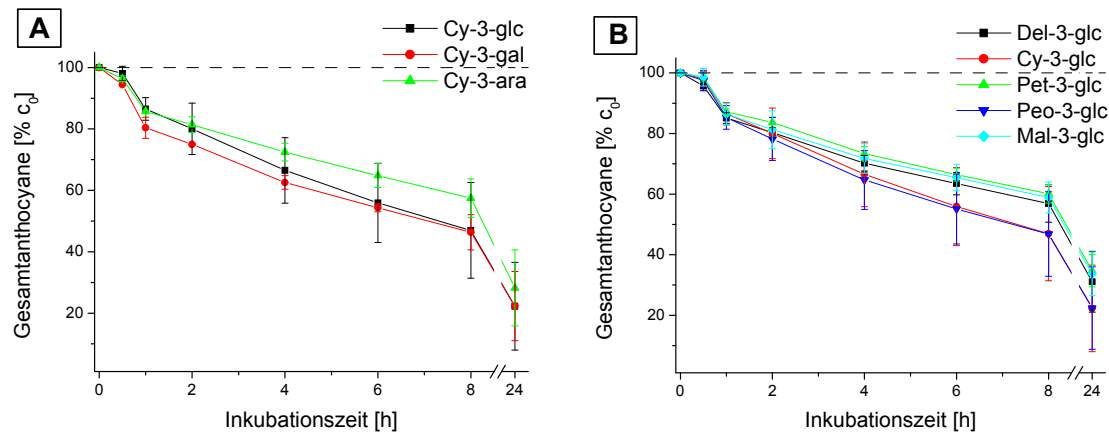 A
Cy-3-glc
Cy-3-gal
Cy-3-ara
100
80
60
40
20
0
2
4
6
8
24
Gesamtanthocyane [% c₀]
Inkubationszeit [h]
B
Del-3-glc
Cy-3-glc
Pet-3-glc
Peo-3-glc
Mal-3-glc
100
80
60
40
20
0
2
4
6
8
24
Gesamtanthocyane [% c₀]
Inkubationszeit [h]